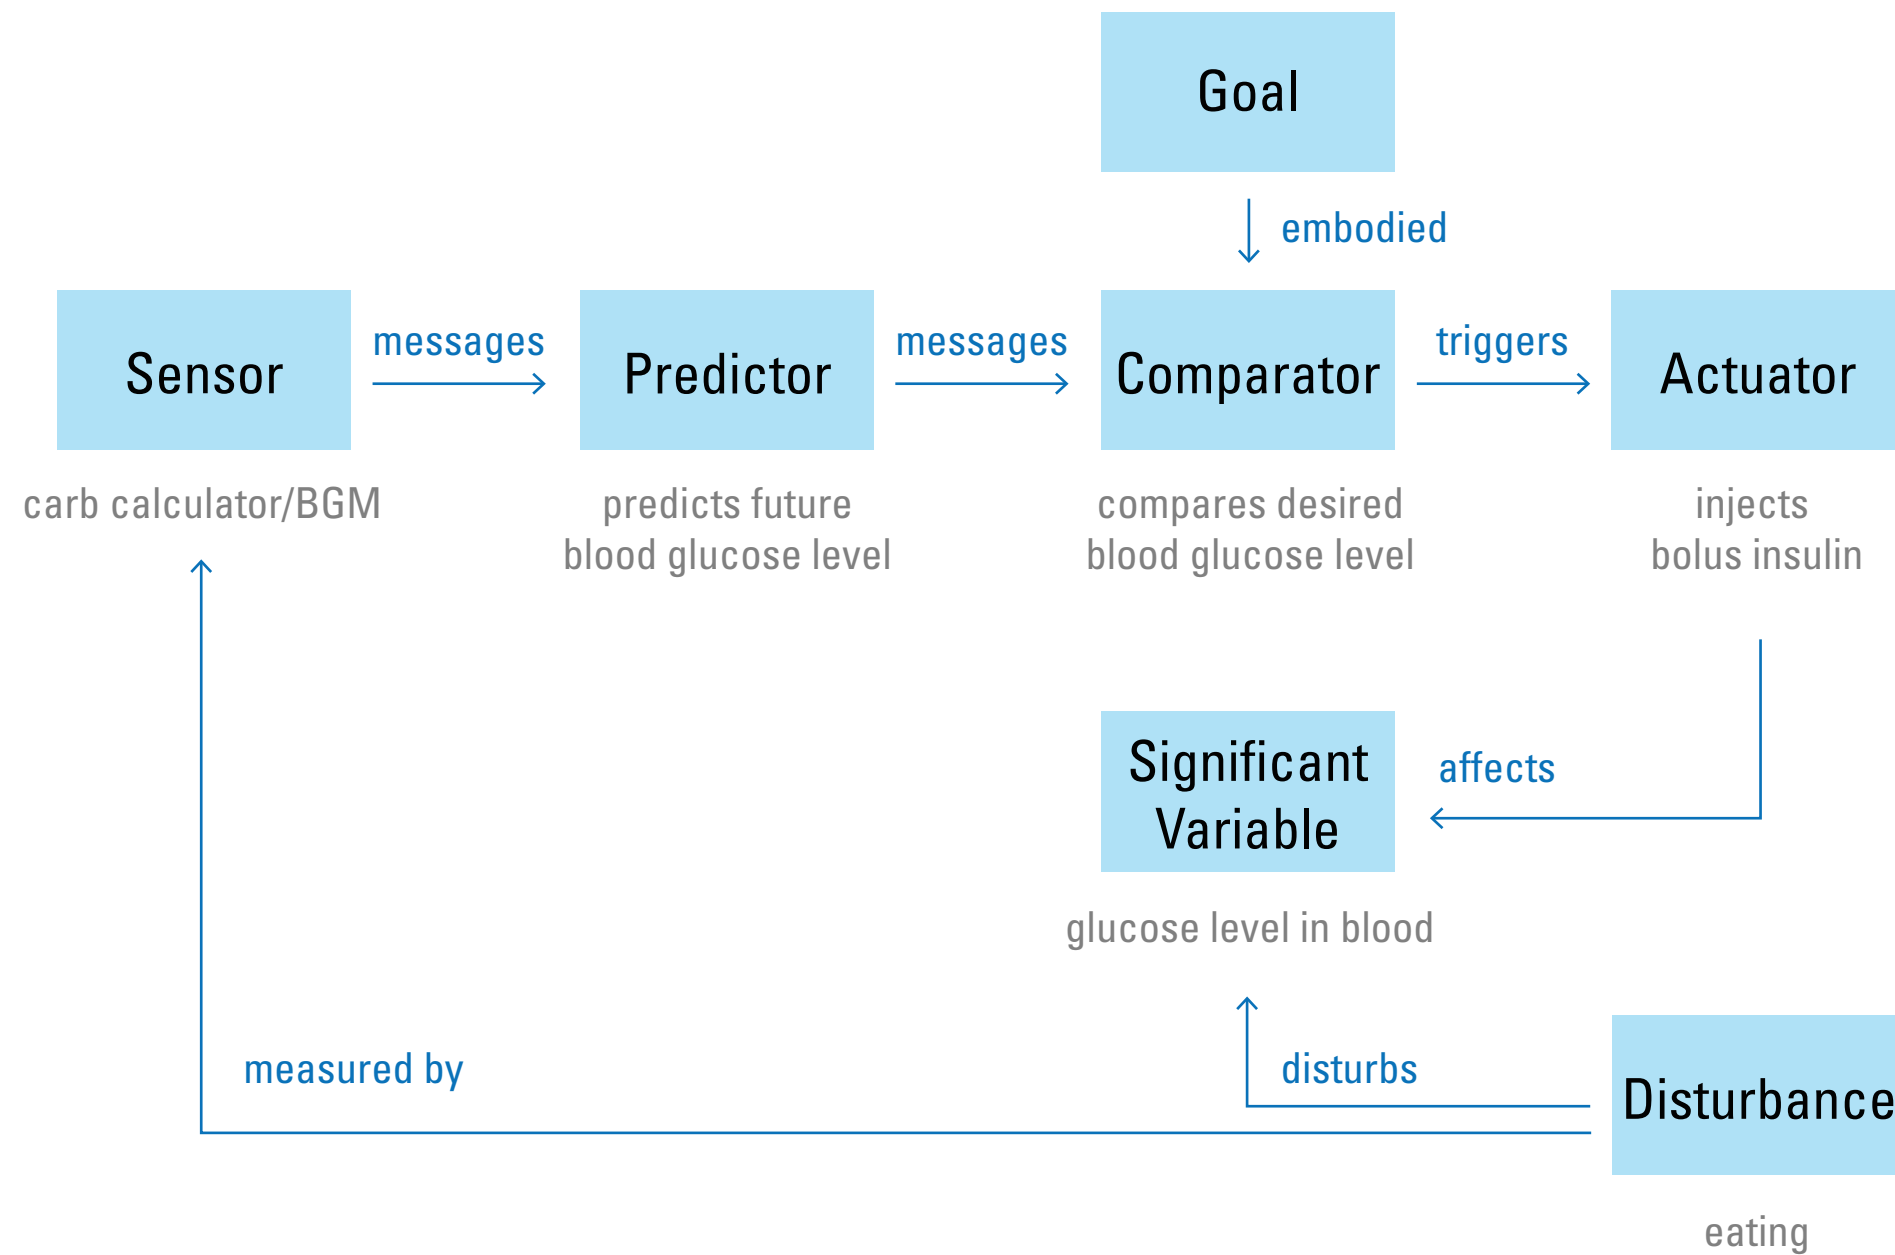 Goal
embodied
Sensor
messages
Predictor
messages
Comparator
triggers
Actuator
carb calculator/BGM
predicts future
blood glucose level
compares desired
blood glucose level
injects
bolus insulin
Significant
Variable
affects
glucose level in blood
measured by
disturbs
Disturbance
eating